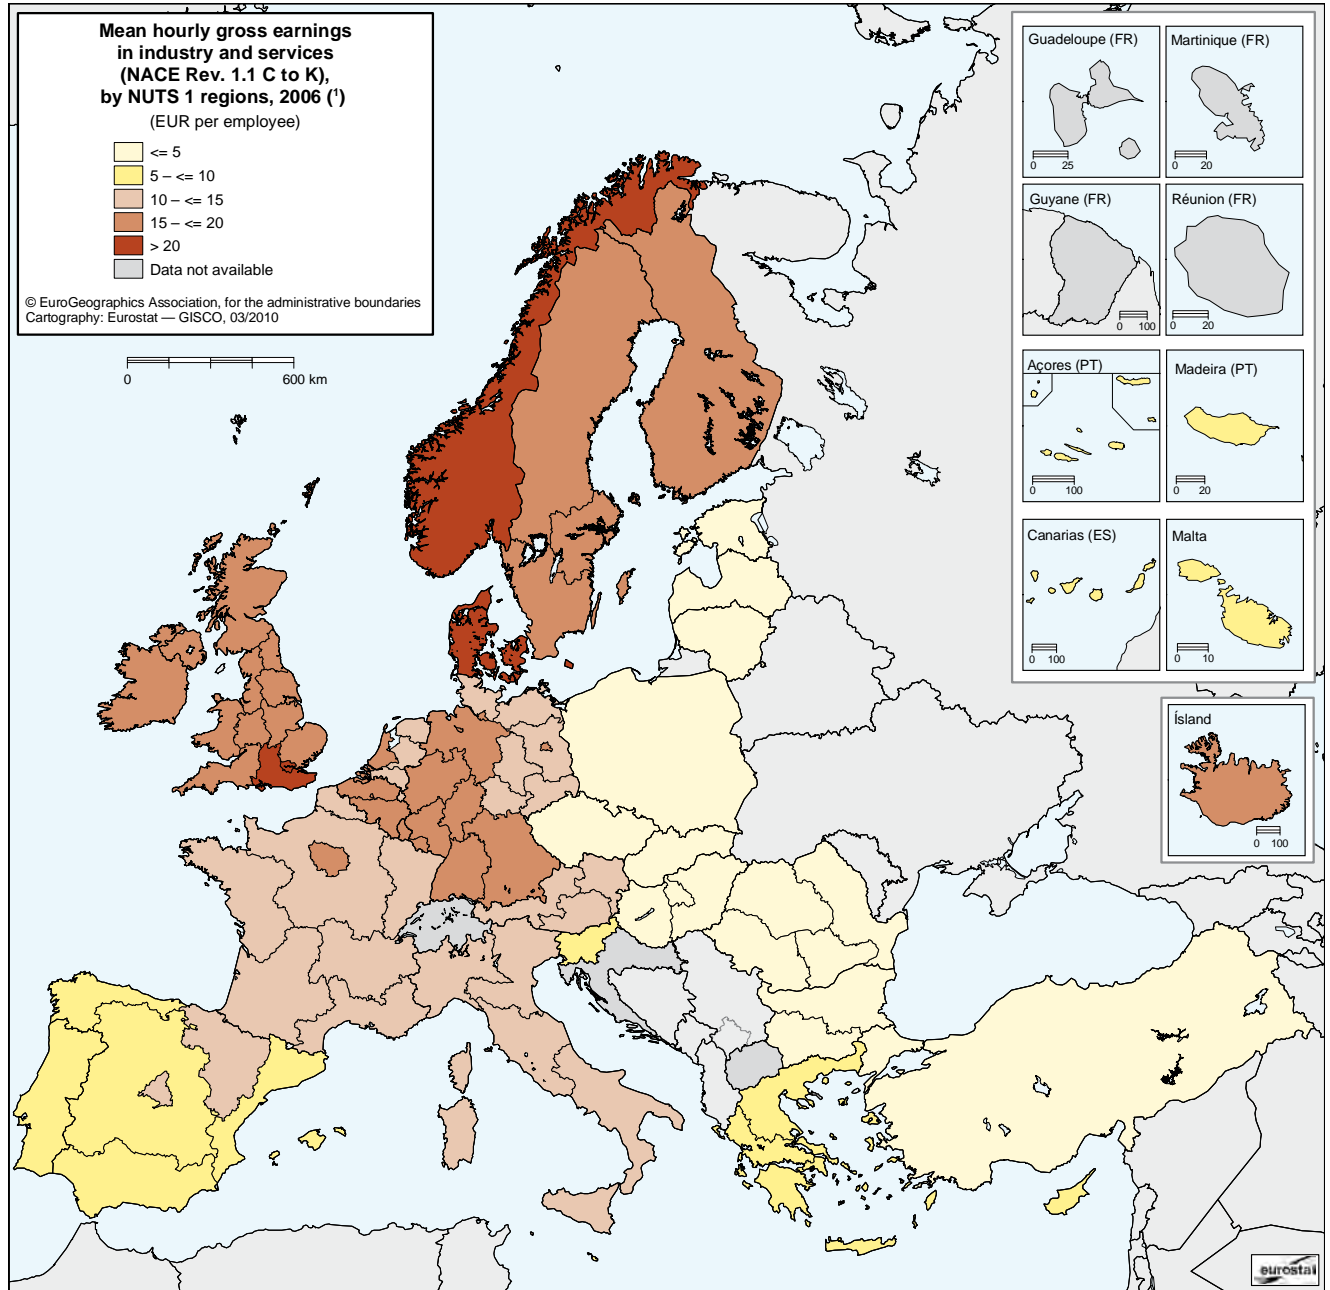 Mean hourly gross earnings
in industry and services
(NACE Rev. 1.1 C to K),
by NUTS 1 regions, 2006 (¹)
(EUR per employee)
<= 5
5 – <= 10
10 – <= 15
15 – <= 20
> 20
Data not available
© EuroGeographics Association, for the administrative boundaries
Cartography: Eurostat — GISCO, 03/2010
0 600 km
Guadeloupe (FR)
0 25
Martinique (FR)
0 20
Guyane (FR)
0 100
Réunion (FR)
0 20
Açores (PT)
0 100
Madeira (PT)
0 20
Canarias (ES)
0 100
Malta
0 10
Ísland
0 100
eurostat